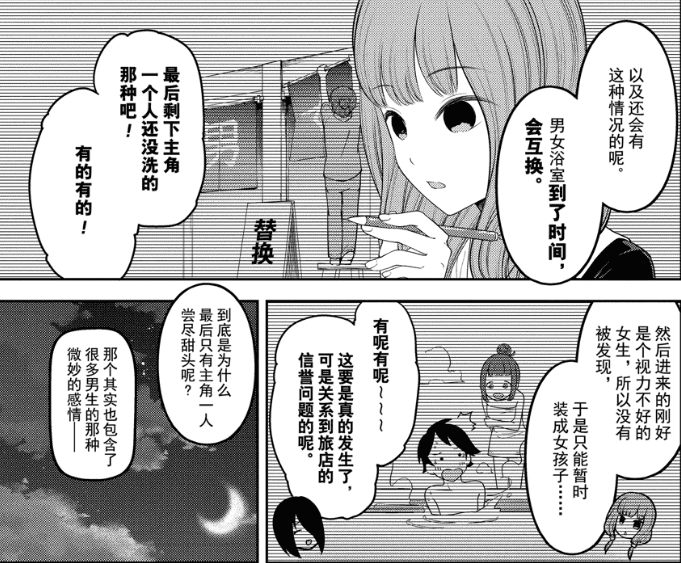 以及还会有
这种情况的呢。
男女浴室到了时间，
会互换。
最后剩下主角
一个人还没洗的
那种吧！
有的有的！
男
替换
然后进来的刚好
是个视力不好的
女生，所以没有
被发现，
于是只能暂时
装成女孩子……
有呢有呢～～～
这要是真的发生了，
可是关系到旅店的
信誉问题的呢。
到底是为什么
最后只有主角一人
尝尽甜头呢？
那个其实也包含了
很多男生的那种
微妙的感情——